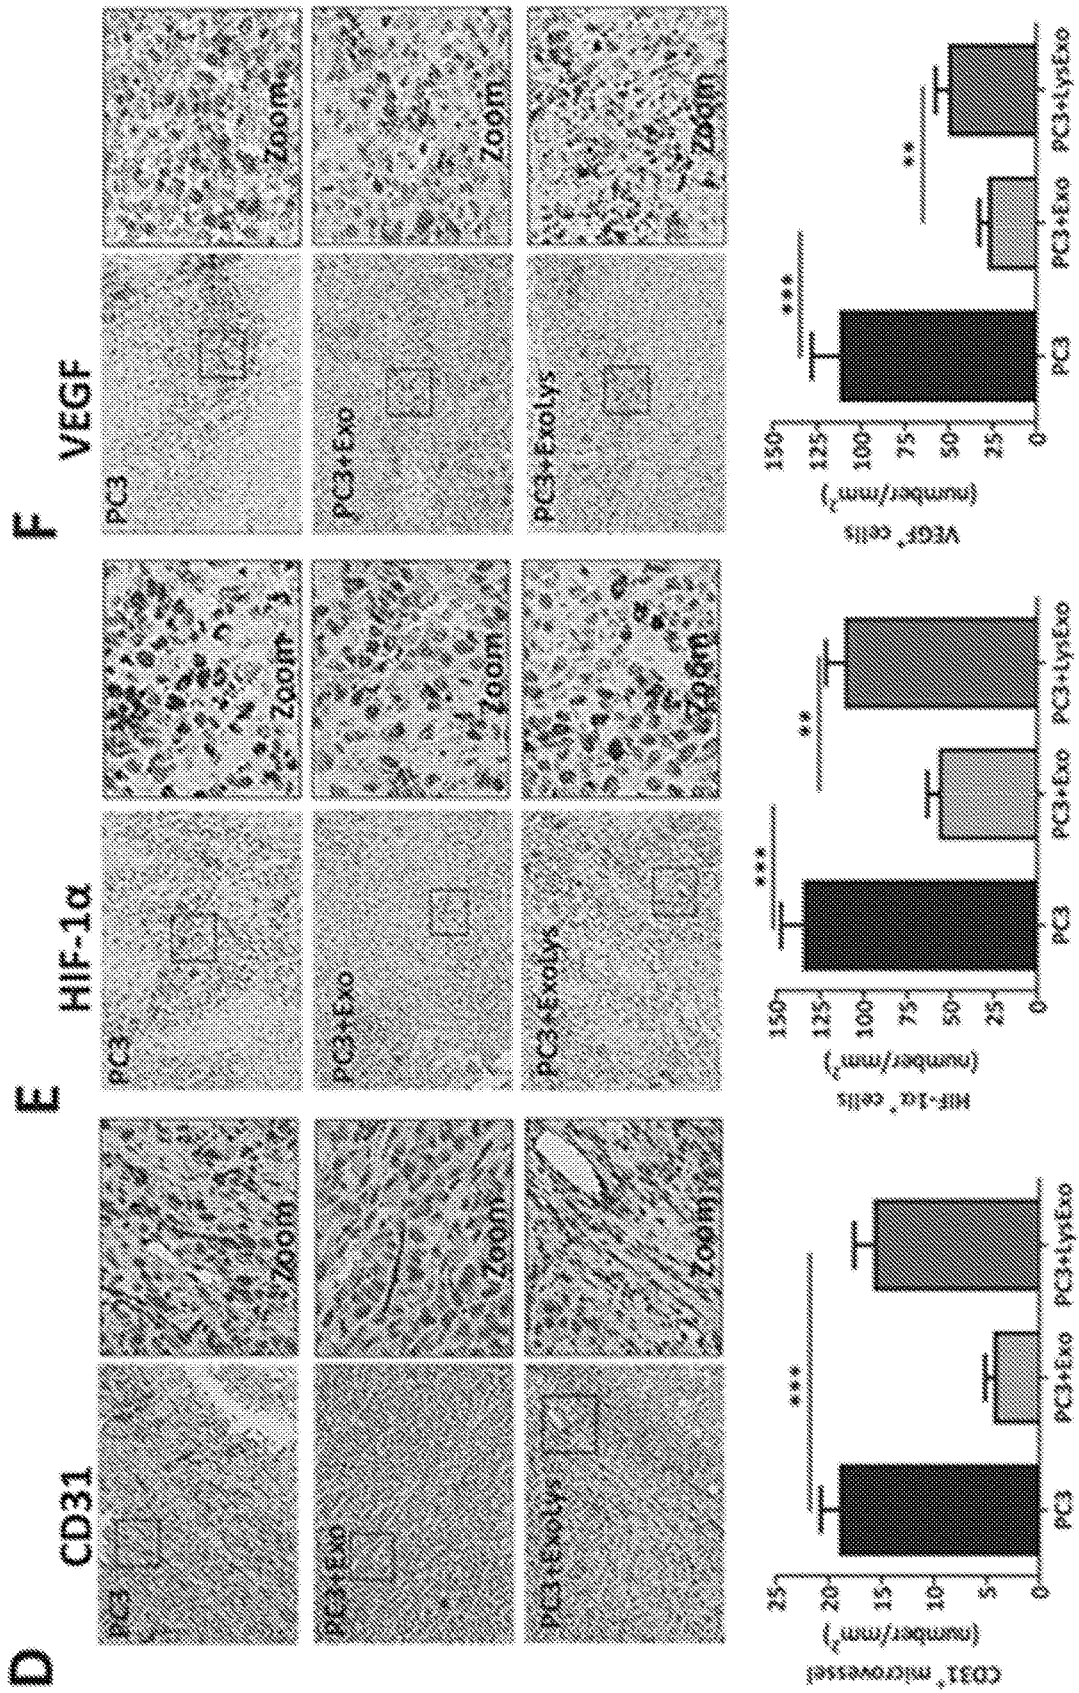 D
CD31
PC3
Zoom
PC3+Exo
Zoom
PC3+ExoLys
Zoom
CD31⁺ microvessel
(number/mm²)
25
20
15
10
5
0
***
PC3
PC3+Exo
PC3+LysExo
E
HIF-1α
PC3
Zoom
PC3+Exo
Zoom
PC3+ExoLys
Zoom
HIF-1α⁺ cells
(number/mm²)
150
125
100
75
50
25
0
***
**
PC3
PC3+Exo
PC3+LysExo
F
VEGF
PC3
Zoom
PC3+Exo
Zoom
PC3+ExoLys
Zoom
VEGF⁺ cells
(number/mm²)
150
125
100
75
50
25
0
***
**
PC3
PC3+Exo
PC3+LysExo